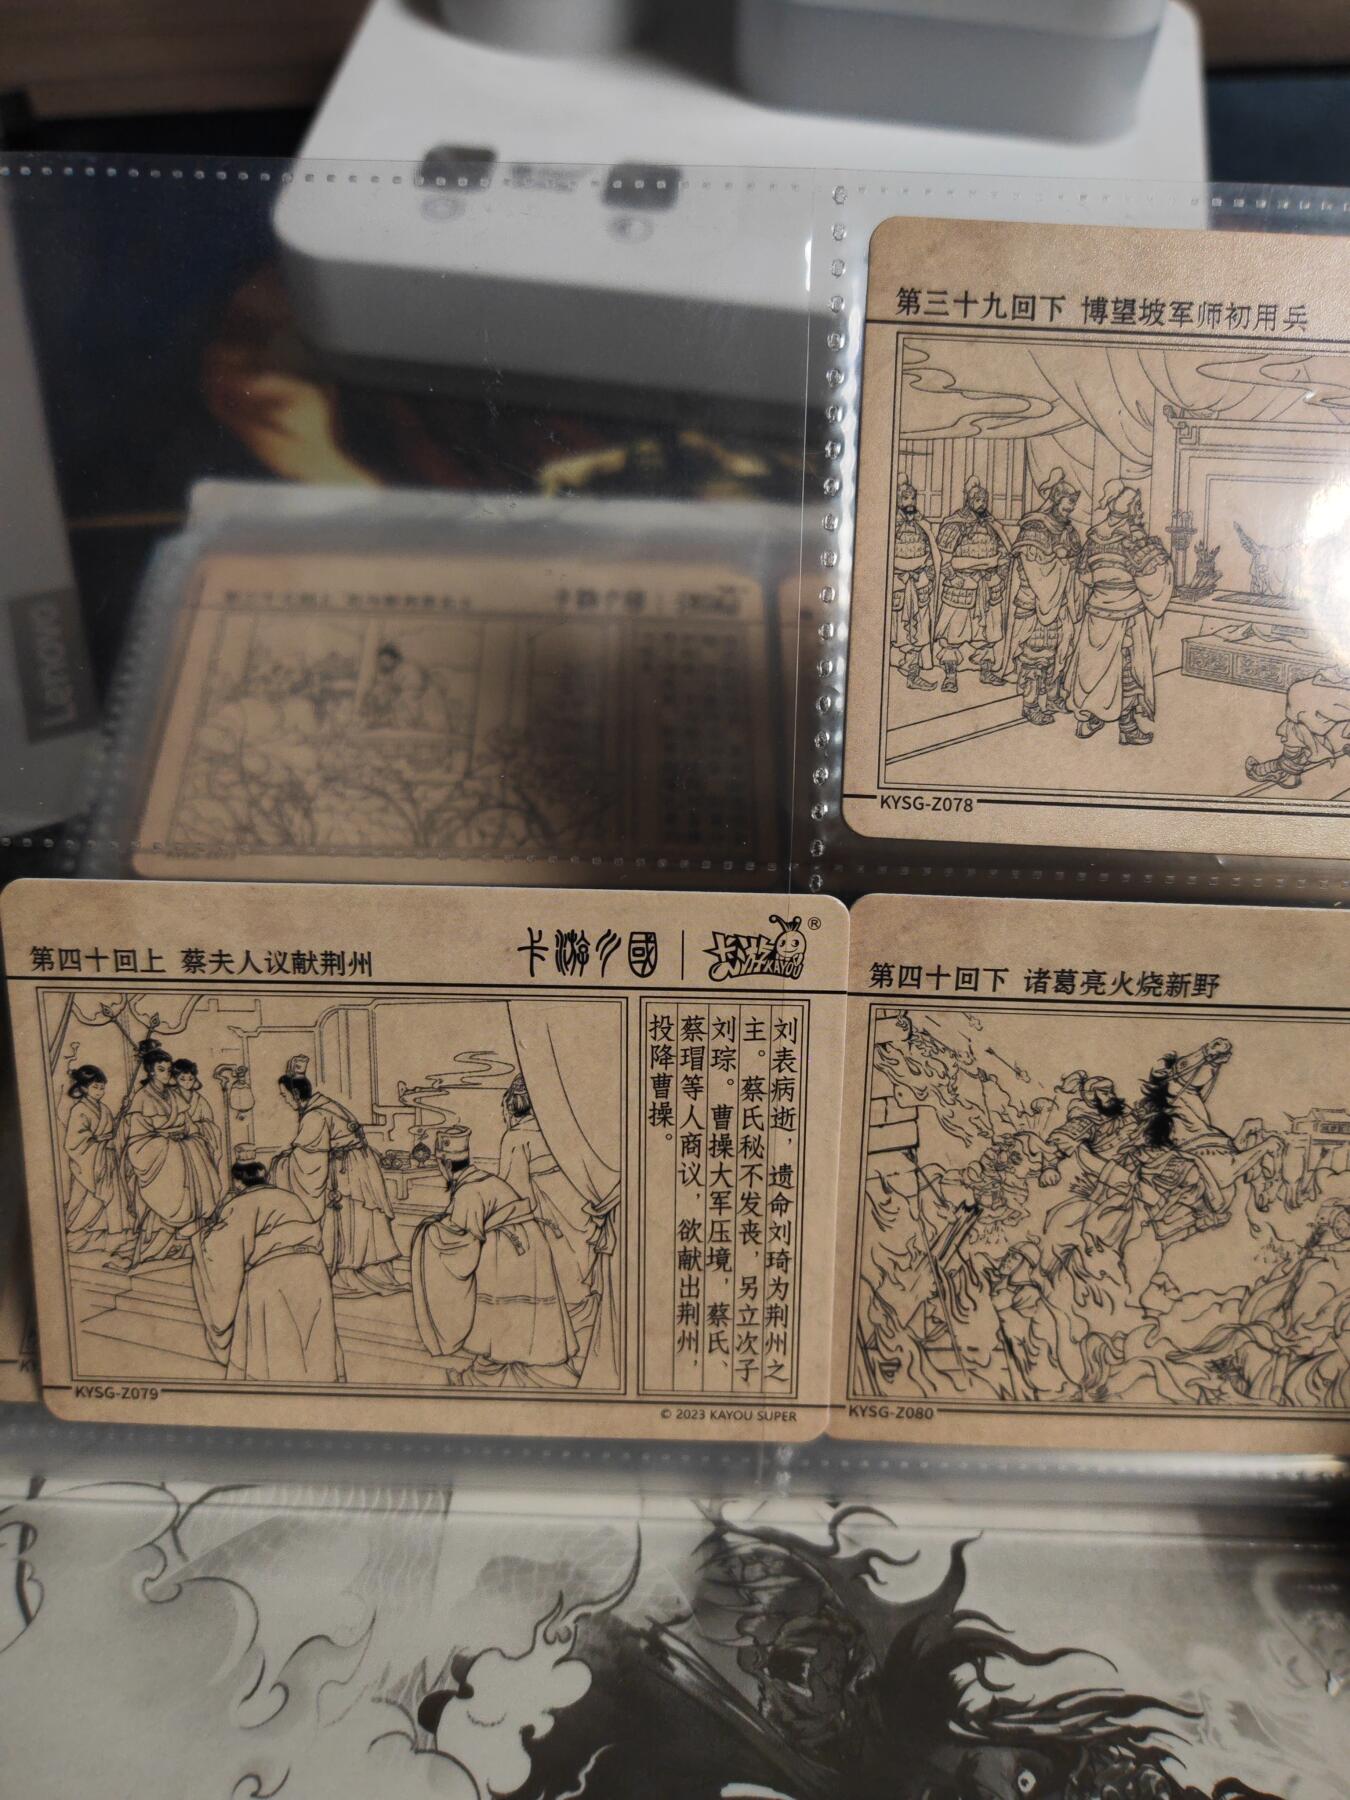 Lenovo
第三十九回下 博望坡军师初用兵
KYSG-Z078
第四十回上 蔡夫人议献荆州
卡游三國
卡游
KAYOU
®
刘表病逝，遗命刘琦为荆州之
主。蔡氏秘不发丧，另立次子
刘琮。曹操大军压境，蔡氏、
蔡瑁等人商议，欲献出荆州，
投降曹操。
KYSG-Z079
© 2023 KAYOU SUPER
第四十回下 诸葛亮火烧新野
KYSG-Z080